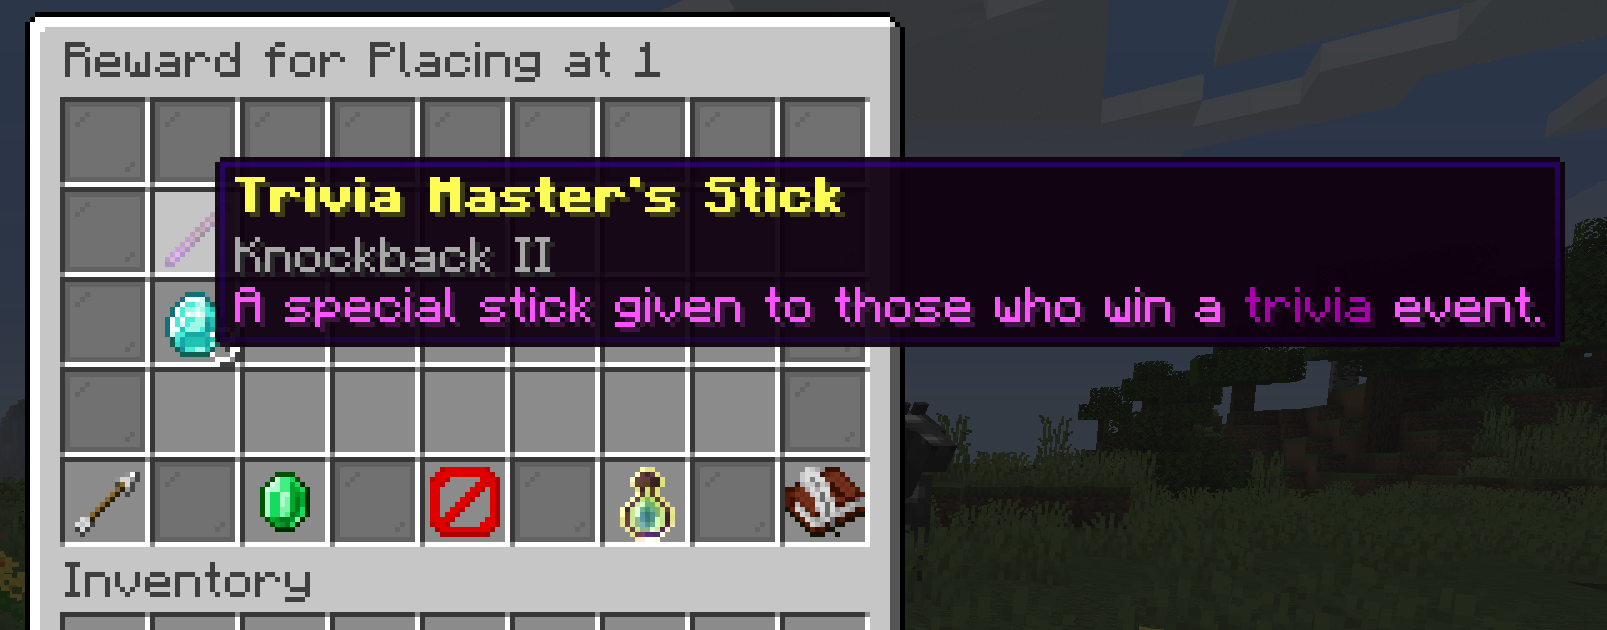 Reward for Placing at 1
Trivia Master's Stick
Knockback II
A special stick given to those who win a trivia event.
Inventory